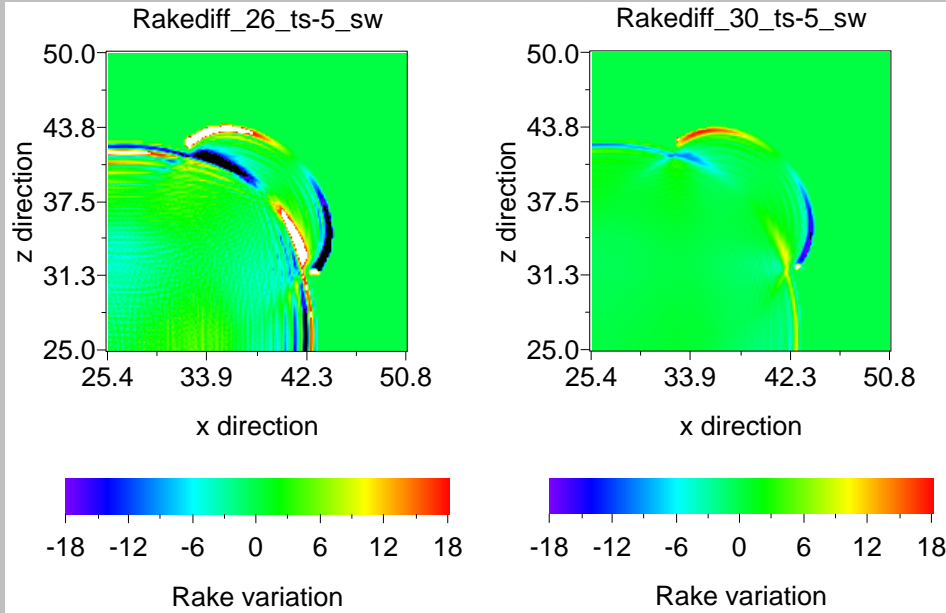 Rakediff_26_ts-5_sw
50.0
43.8
37.5
31.3
25.0
z direction
25.4 33.9 42.3 50.8
x direction
-18 -12 -6 0 6 12 18
Rake variation
Rakediff_30_ts-5_sw
50.0
43.8
37.5
31.3
25.0
z direction
25.4 33.9 42.3 50.8
x direction
-18 -12 -6 0 6 12 18
Rake variation